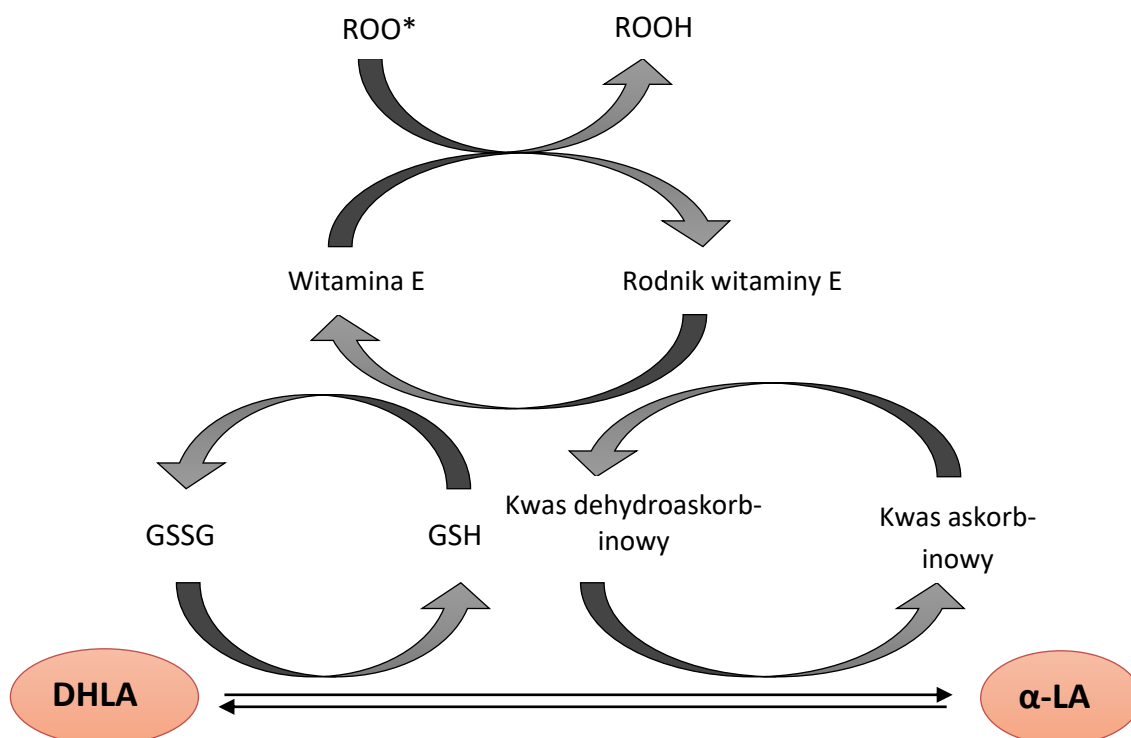 ROO*
ROOH
Witamina E
Rodnik witaminy E
GSSG
GSH
Kwas dehydroaskorb-
inowy
Kwas askorb-
inowy
DHLA
α-LA